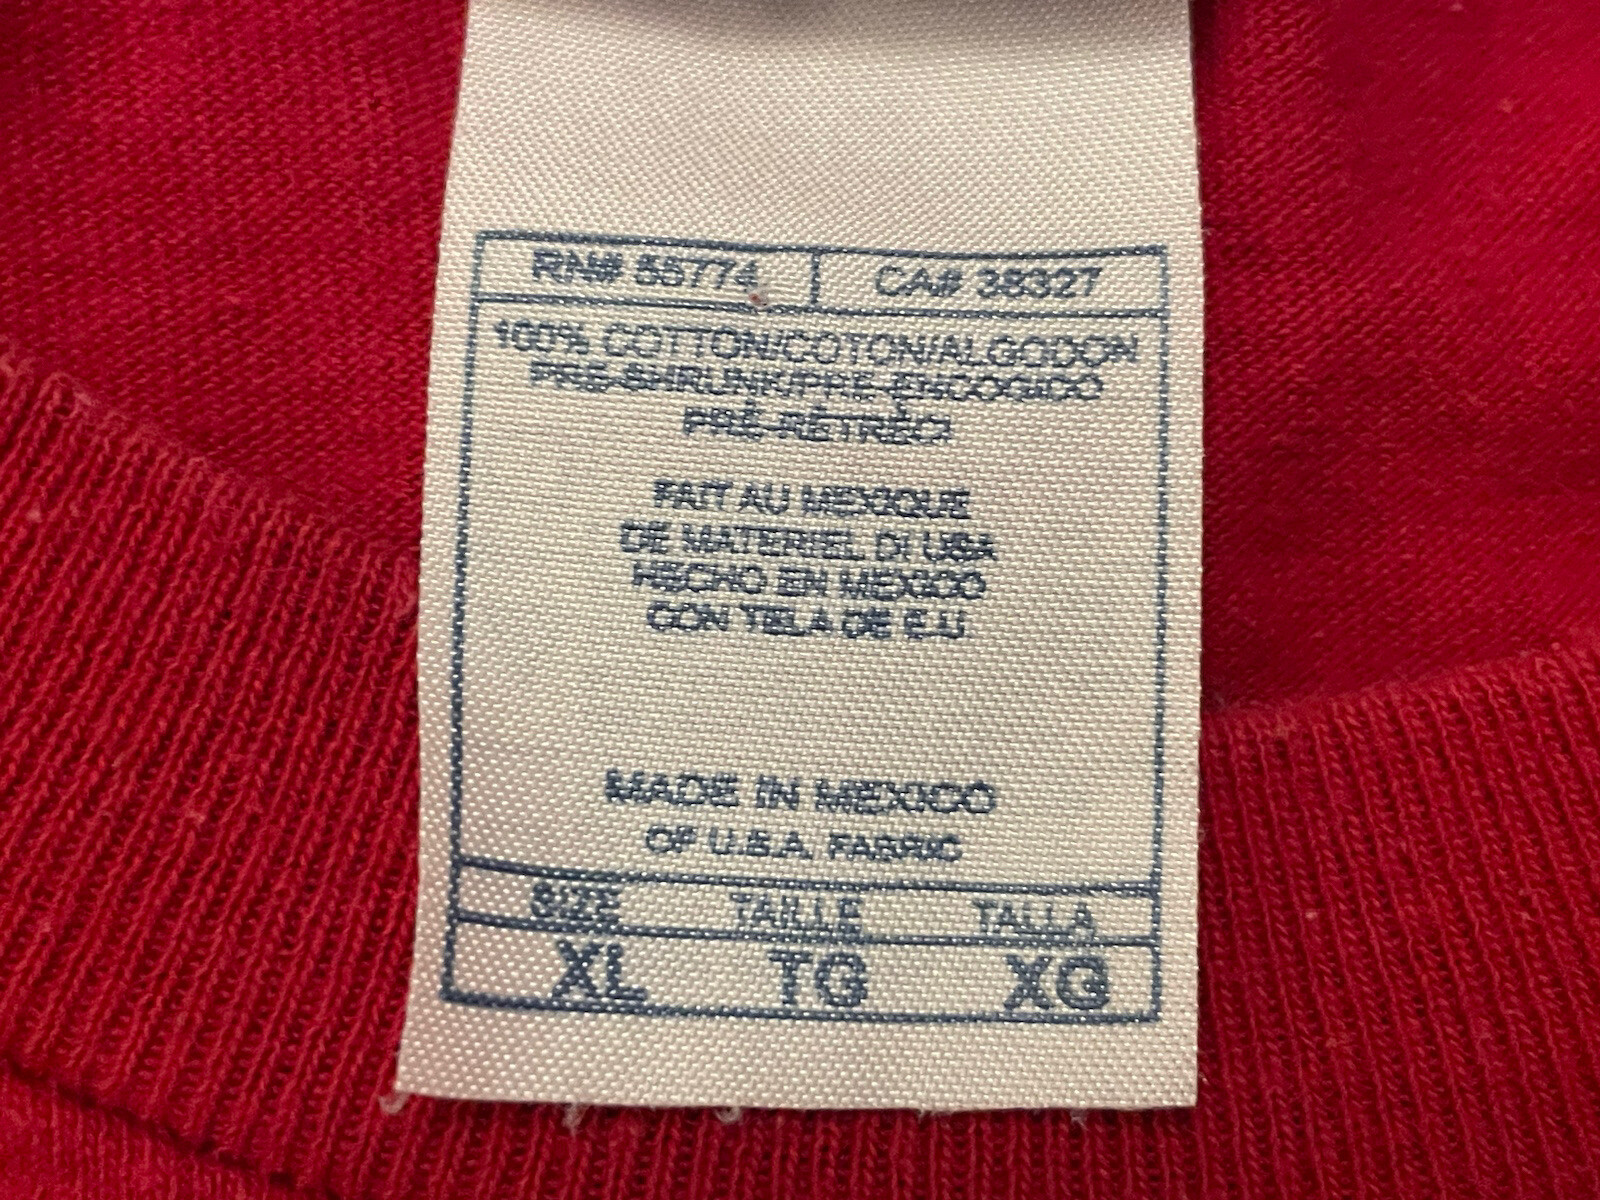 RN# 55774 CA# 38327
100% COTTON/COTON/ALGODON
PRE-SHRUNK/PRE-ENCOGICO
PRÉ-RÉTRÉCI
FAIT AU MEXIQUE
DE MATERIEL DI USA
HECHO EN MEXICO
CON TELA DE E.U.
MADE IN MEXICO
OF U.S.A. FABRIC
SIZE TAILLE TALLA
XL TG XG